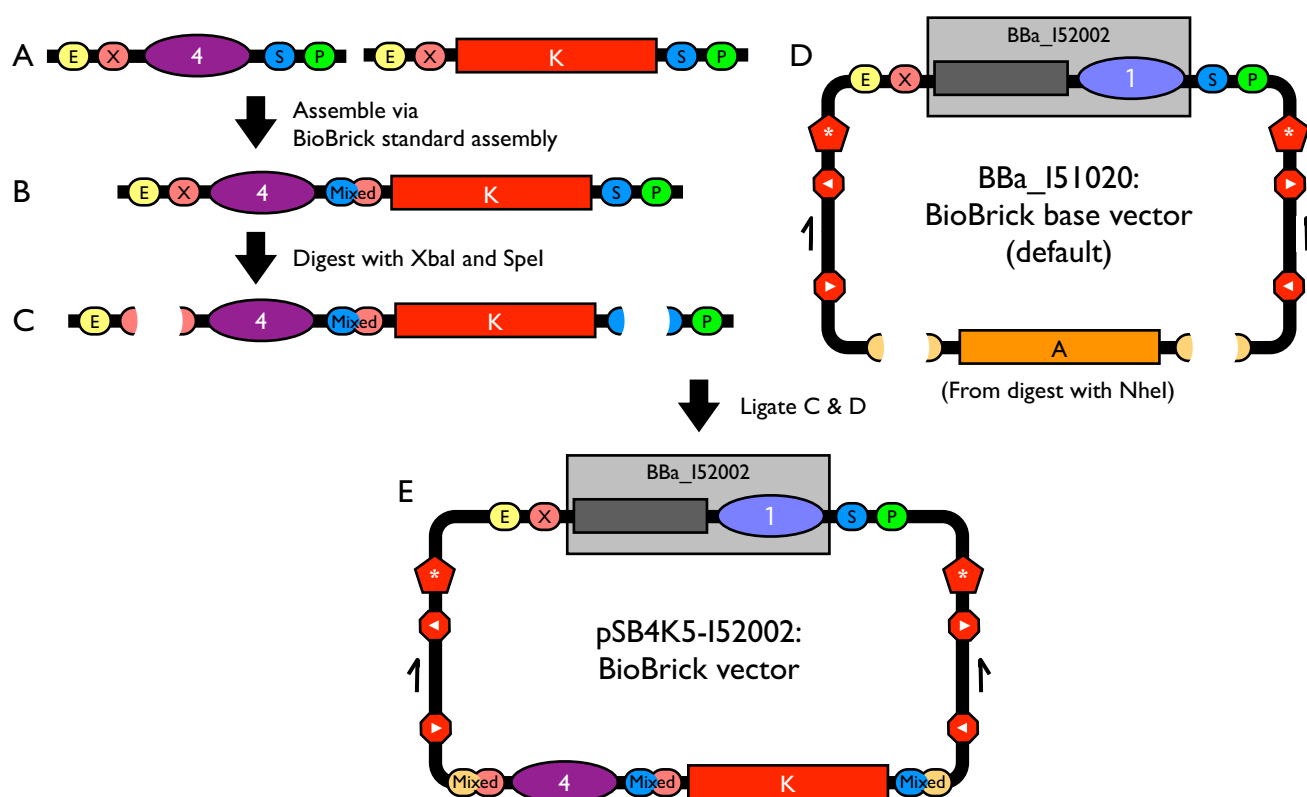 A
E X 4 S P
E X K S P
Assemble via
BioBrick standard assembly
B
E X 4 Mixed K S P
Digest with XbaI and SpeI
C
E 4 Mixed K P
D
BBa_I52002
E X 1 S P
* *
BBa_I51020:
BioBrick base vector
(default)
A
(From digest with NheI)
Ligate C & D
E
BBa_I52002
E X 1 S P
* *
pSB4K5-I52002:
BioBrick vector
Mixed 4 Mixed K Mixed